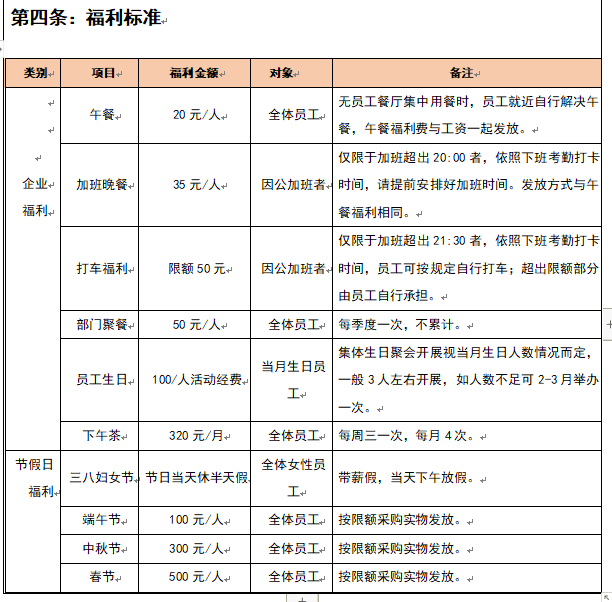 第四条：福利标准
类别 项目 福利金额 对象 备注
企业
福利
午餐 20 元/人 全体员工
无员工餐厅集中用餐时，员工就近自行解决午
餐，午餐福利费与工资一起发放。
加班晚餐 35 元/人 因公加班者
仅限于加班超出 20:00 者，依照下班考勤打卡
时间，请提前安排好加班时间。发放方式与午
餐福利相同。
打车福利 限额 50 元 因公加班者
仅限于加班超出 21:30 者，依照下班考勤打卡
时间，员工可按规定自行打车；超出限额部分
由员工自行承担。
部门聚餐 50 元/人 全体员工 每季度一次，不累计。
员工生日 100/人活动经费
当月生日员
工
集体生日聚会开展视当月生日人数情况而定，
一般 3 人左右开展，如人数不足可 2-3 月举办
一次。
下午茶 320 元/月 全体员工 每周三一次，每月 4 次。
节假日
福利
三八妇女节 节日当天休半天假
全体女性员
工
带薪假，当天下午放假。
端午节 100 元/人 全体员工 按限额采购实物发放。
中秋节 300 元/人 全体员工 按限额采购实物发放。
春节 500 元/人 全体员工 按限额采购实物发放。